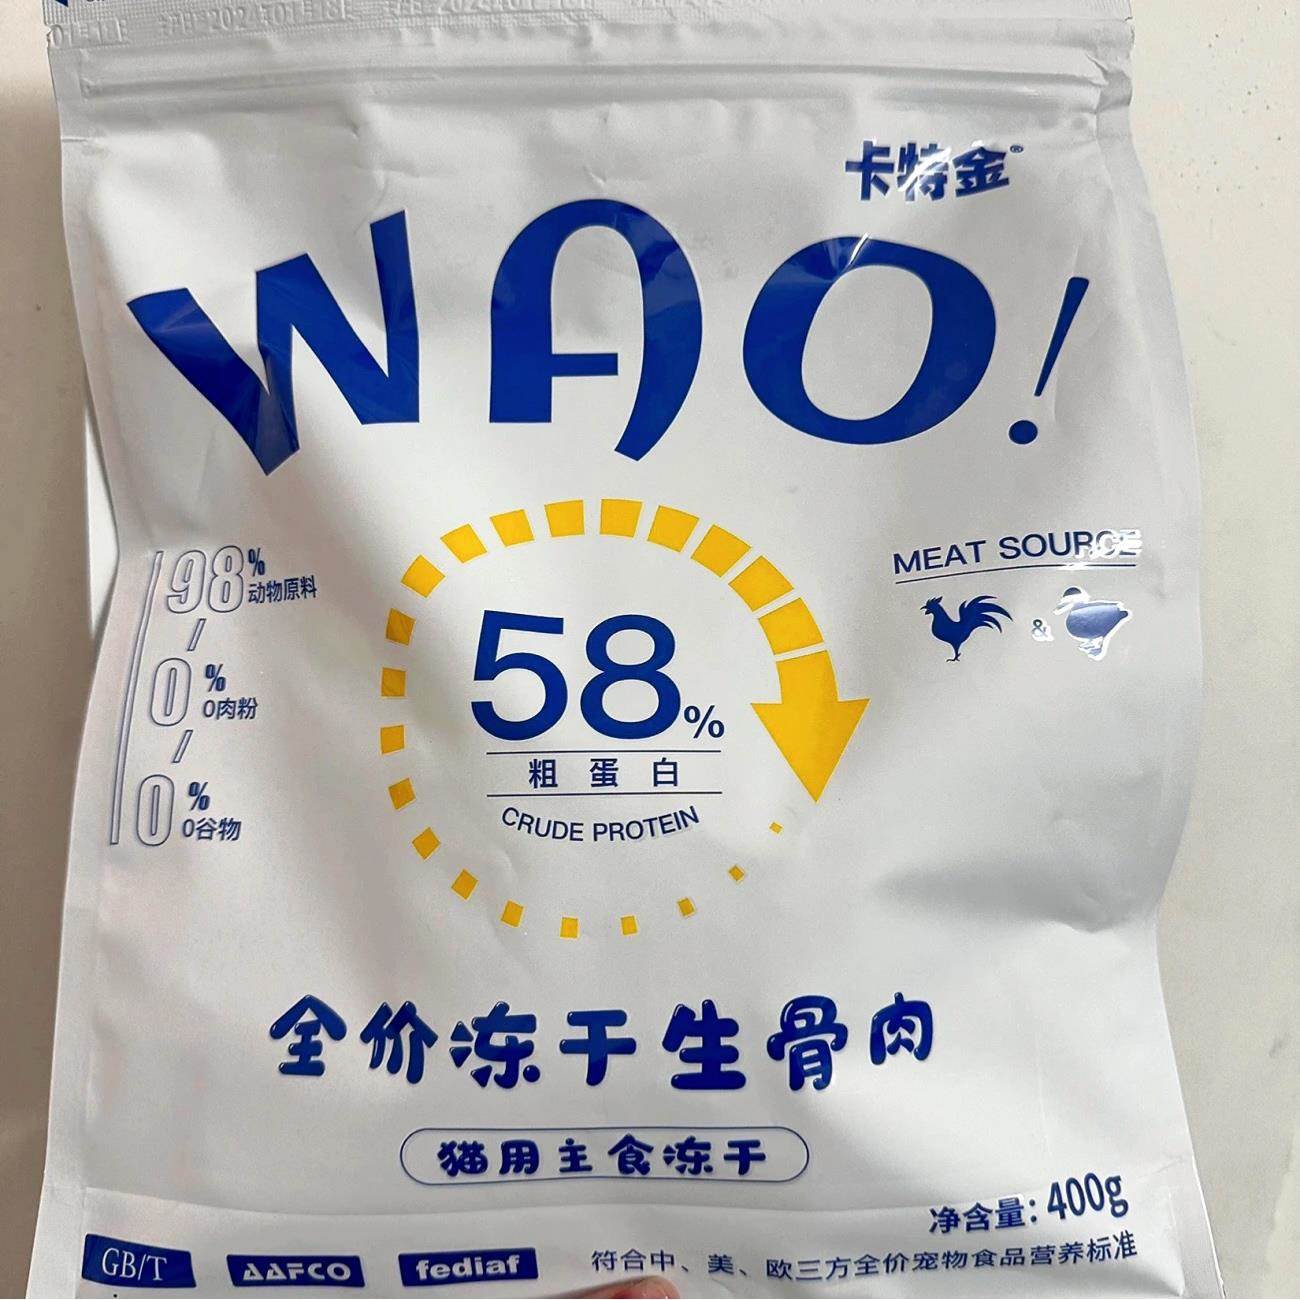 卡特金®
WAO!
MEAT SOURCE
&
98%
动物原料
/
0%
0肉粉
/
0%
0谷物
58%
粗蛋白
CRUDE PROTEIN
全价冻干生骨肉
猫用主食冻干
净含量：400g
GB/T
AAFCO
fediaf
符合中、美、欧三方全价宠物食品营养标准